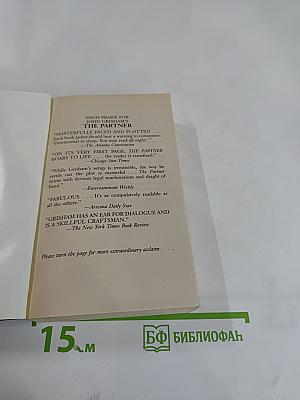 HIGH PRAISE FOR
JOHN GRISHAM'S
THE PARTNER
"MASTERFULLY PACED AND PLOTTED . . .
Each book jacket should bear a warning to consumers:
'Detrimental to sleep. You may read all night.' "
—The Atlanta Constitution
"ON ITS VERY FIRST PAGE, THE PARTNER
ROARS TO LIFE . . . the reader is transfixed."
—Chicago Sun-Times
"While Grisham's setup is irresistible, the way he
carries out the plot is masterful . . . The Partner
brims with devious legal machinations and sleight of
hand."
—Entertainment Weekly
"FABULOUS . . . It's as compulsively readable as
all the others."
—Arizona Daily Star
"GRISHAM HAS AN EAR FOR DIALOGUE AND
IS A SKILLFUL CRAFTSMAN."
—The New York Times Book Review
Please turn the page for more extraordinary acclaim. . . .
15 см
БФ БИБЛИОФАН